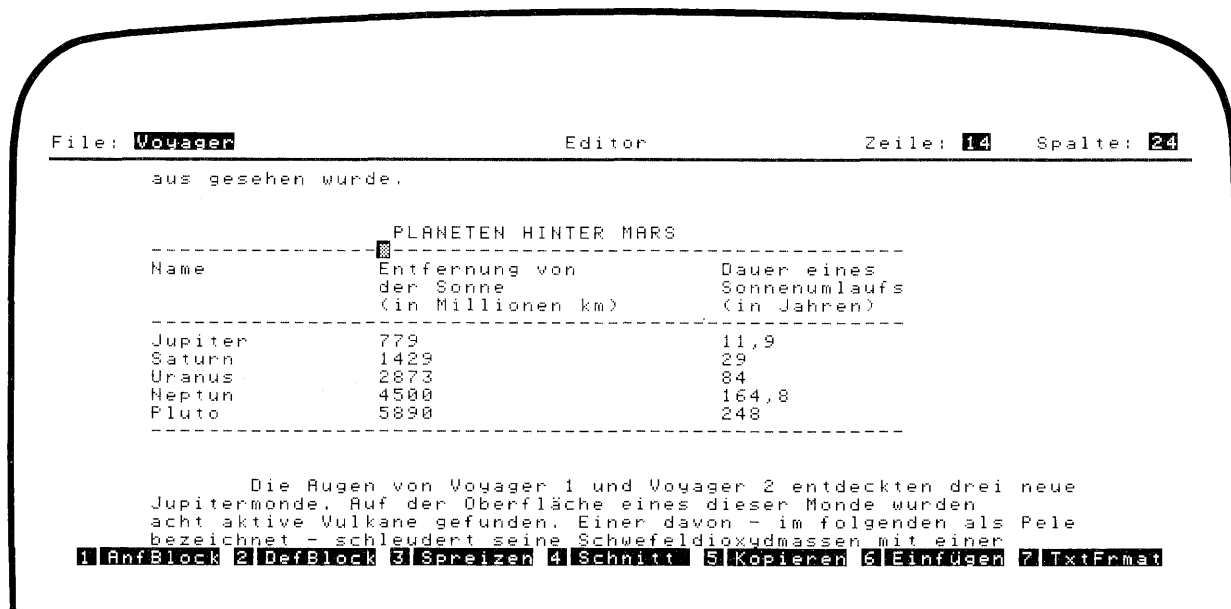 File: Voyager Editor Zeile: 14 Spalte: 24
aus gesehen wurde.
PLANETEN HINTER MARS
Name Entfernung von Dauer eines
der Sonne Sonnenumlaufs
(in Millionen km) (in Jahren)
Jupiter 779 11,9
Saturn 1429 29
Uranus 2873 84
Neptun 4500 164,8
Pluto 5890 248
Die Augen von Voyager 1 und Voyager 2 entdeckten drei neue
Jupitermonde. Auf der Oberfläche eines dieser Monde wurden
acht aktive Vulkane gefunden. Einer davon - im folgenden als Pele
bezeichnet - schleudert seine Schwefeldioxydmassen mit einer
1 AnfBlock 2 DefBlock 3 Spreizen 4 Schnitt 5 Kopieren 6 Einfügen 7 TxtFrmat